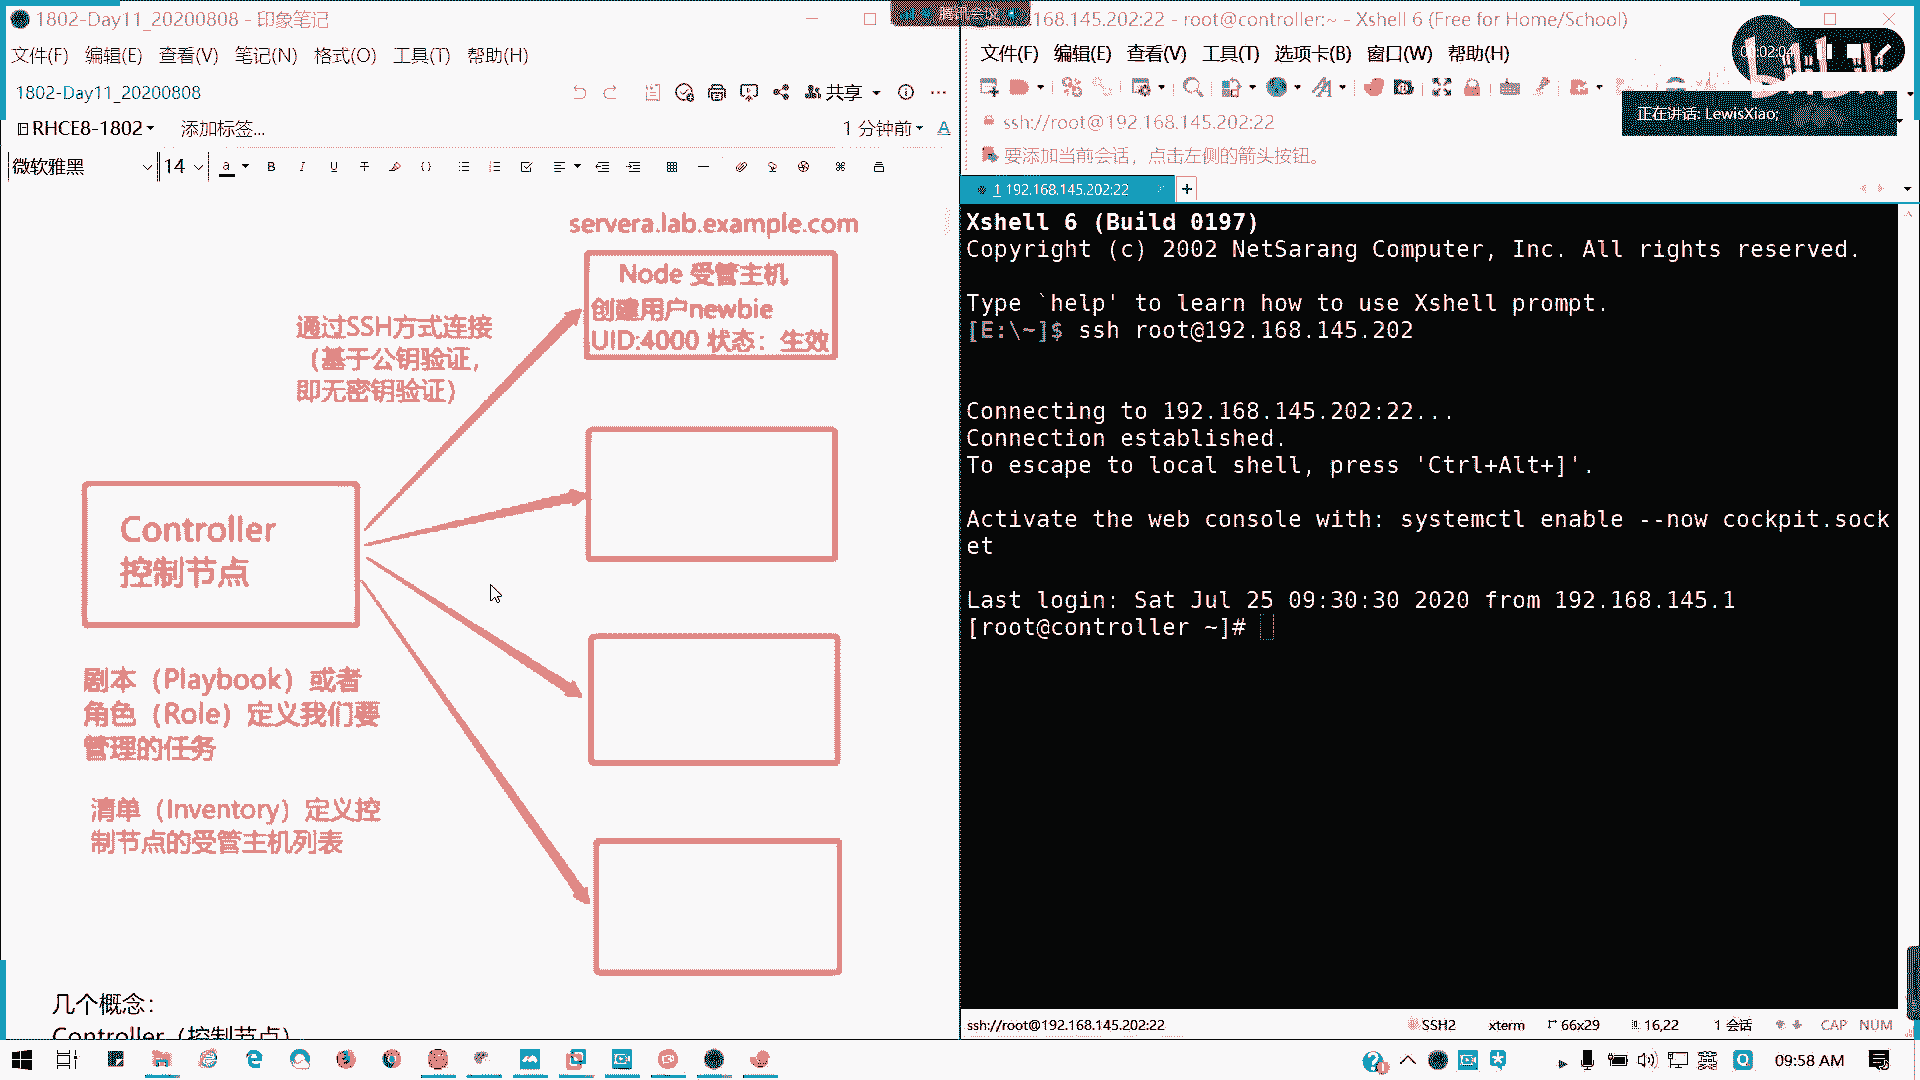 1802-Day11_20200808 - 印象笔记
文件(F) 编辑(E) 查看(V) 笔记(N) 格式(O) 工具(T) 帮助(H)
1802-Day11_20200808
共享
RHCE8-1802
添加标签...
1 分钟前
微软雅黑
14
servera.lab.example.com
Node 受管主机
创建用户newbie
UID:4000 状态：生效
通过SSH方式连接
（基于公钥验证，
即无密钥验证）
Controller
控制节点
剧本（Playbook）或者
角色（Role）定义我们要
管理的任务
清单（Inventory）定义控
制节点的受管主机列表
几个概念：
Controller（控制节点）
腾讯会议
168.145.202:22 - root@controller:~ - Xshell 6 (Free for Home/School)
文件(F) 编辑(E) 查看(V) 工具(T) 选项卡(B) 窗口(W) 帮助(H)
ssh://root@192.168.145.202:22
正在讲话: LewisXiao;
要添加当前会话，点击左侧的箭头按钮。
1 192.168.145.202:22
Xshell 6 (Build 0197)
Copyright (c) 2002 NetSarang Computer, Inc. All rights reserved.
Type `help' to learn how to use Xshell prompt.
[E:\~]$ ssh root@192.168.145.202
Connecting to 192.168.145.202:22...
Connection established.
To escape to local shell, press 'Ctrl+Alt+]'.
Activate the web console with: systemctl enable --now cockpit.sock
et
Last login: Sat Jul 25 09:30:30 2020 from 192.168.145.1
[root@controller ~]#
ssh://root@192.168.145.202:22
SSH2
xterm
66x29
16,22
1 会话
CAP NUM
09:58 AM